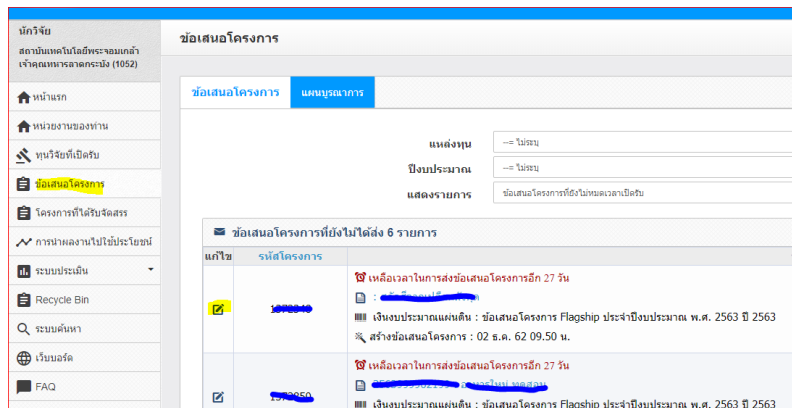 นักวิจัย
สถาบันเทคโนโลยีพระจอมเกล้า
เจ้าคุณทหารลาดกระบัง (1052)
หน้าแรก
หน่วยงานของท่าน
ทุนวิจัยที่เปิดรับ
ข้อเสนอโครงการ
โครงการที่ได้รับจัดสรร
การนำผลงานไปใช้ประโยชน์
ระบบประเมิน
Recycle Bin
ระบบค้นหา
เว็บบอร์ด
FAQ
ข้อเสนอโครงการ
ข้อเสนอโครงการ แผนบูรณาการ
แหล่งทุน --= ไม่ระบุ
ปีงบประมาณ --= ไม่ระบุ
แสดงรายการ ข้อเสนอโครงการที่ยังไม่หมดเวลาเปิดรับ
ข้อเสนอโครงการที่ยังไม่ได้ส่ง 6 รายการ
แก้ไข รหัสโครงการ
เหลือเวลาในการส่งข้อเสนอโครงการอีก 27 วัน
:
เงินงบประมาณแผ่นดิน : ข้อเสนอโครงการ Flagship ประจำปีงบประมาณ พ.ศ. 2563 ปี 2563
สร้างข้อเสนอโครงการ : 02 ธ.ค. 62 09.50 น.
เหลือเวลาในการส่งข้อเสนอโครงการอีก 27 วัน
เงินงบประมาณแผ่นดิน : ข้อเสนอโครงการ Flagship ประจำปีงบประมาณ พ.ศ. 2563 ปี 2563